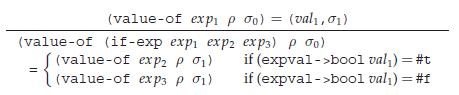 (value-of exp₁ ρ σ₀) = (val₁,σ₁)
(value-of (if-exp exp₁ exp₂ exp₃) ρ σ₀)
= { (value-of exp₂ ρ σ₁) if (expval->bool val₁) = #t
(value-of exp₃ ρ σ₁) if (expval->bool val₁) = #f